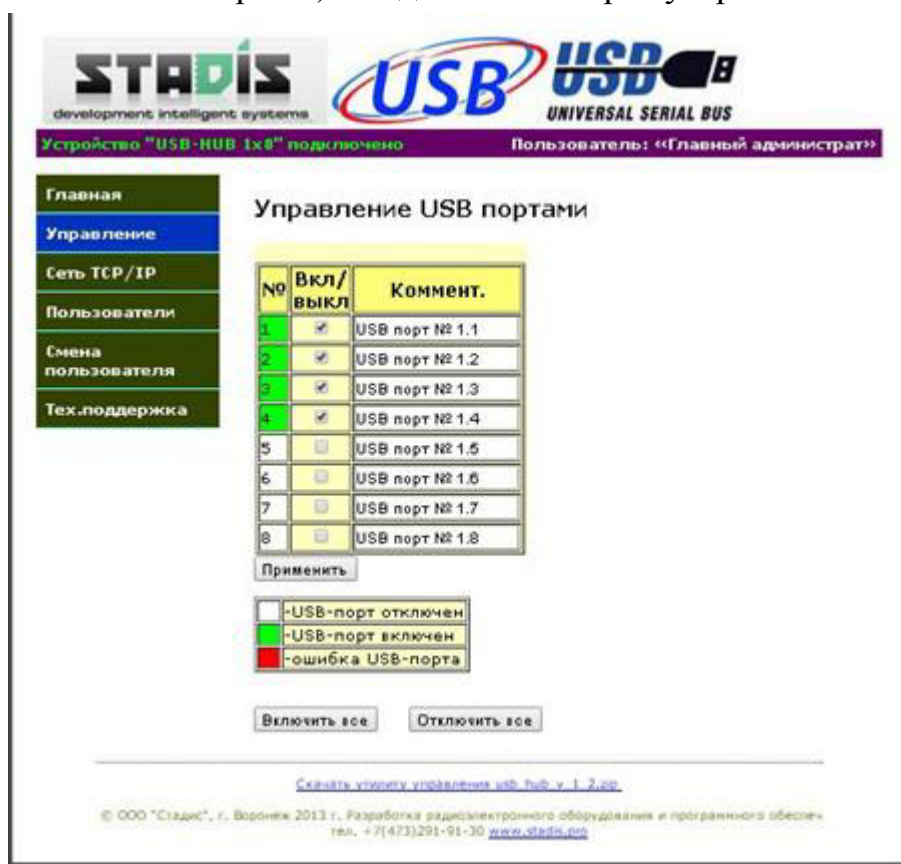 STADIS
development intelligent systems
USB
USB
UNIVERSAL SERIAL BUS
Устройство "USB-HUB 1x8" подключено
Пользователь: «Главный администрат»
Главная
Управление
Сеть TCP/IP
Пользователи
Смена
пользователя
Тех.поддержка
Управление USB портами
№ Вкл/выкл Коммент.
1 USB порт № 1.1
2 USB порт № 1.2
3 USB порт № 1.3
4 USB порт № 1.4
5 USB порт № 1.5
6 USB порт № 1.6
7 USB порт № 1.7
8 USB порт № 1.8
Применить
-USB-порт отключен
-USB-порт включен
-ошибка USB-порта
Включить все Отключить все
Скачать утилиту управления usb_hub_v_1_2.zip
© ООО "Стадис", г. Воронеж 2013 г. Разработка радиоэлектронного оборудования и программного обеспеч
тел. +7(473)291-91-30 www.stadis.pro